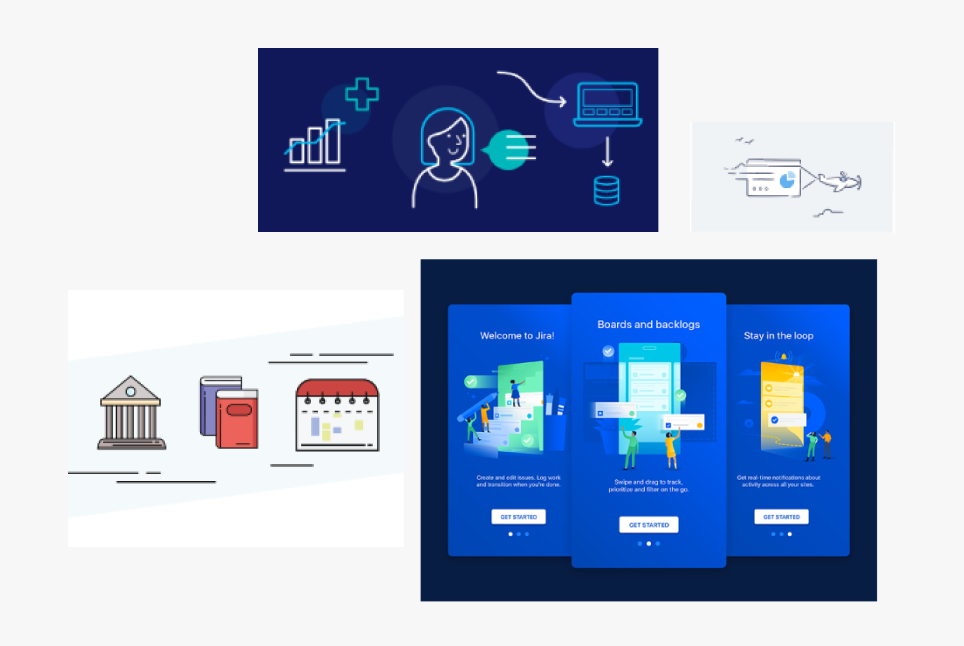 Welcome to Jira!
Create and edit issues. Log work
and transition when you're done.
GET STARTED
Boards and backlogs
Swipe and drag to track,
prioritize and filter on the go.
GET STARTED
Stay in the loop
Get real-time notifications about
activity across all your sites.
GET STARTED